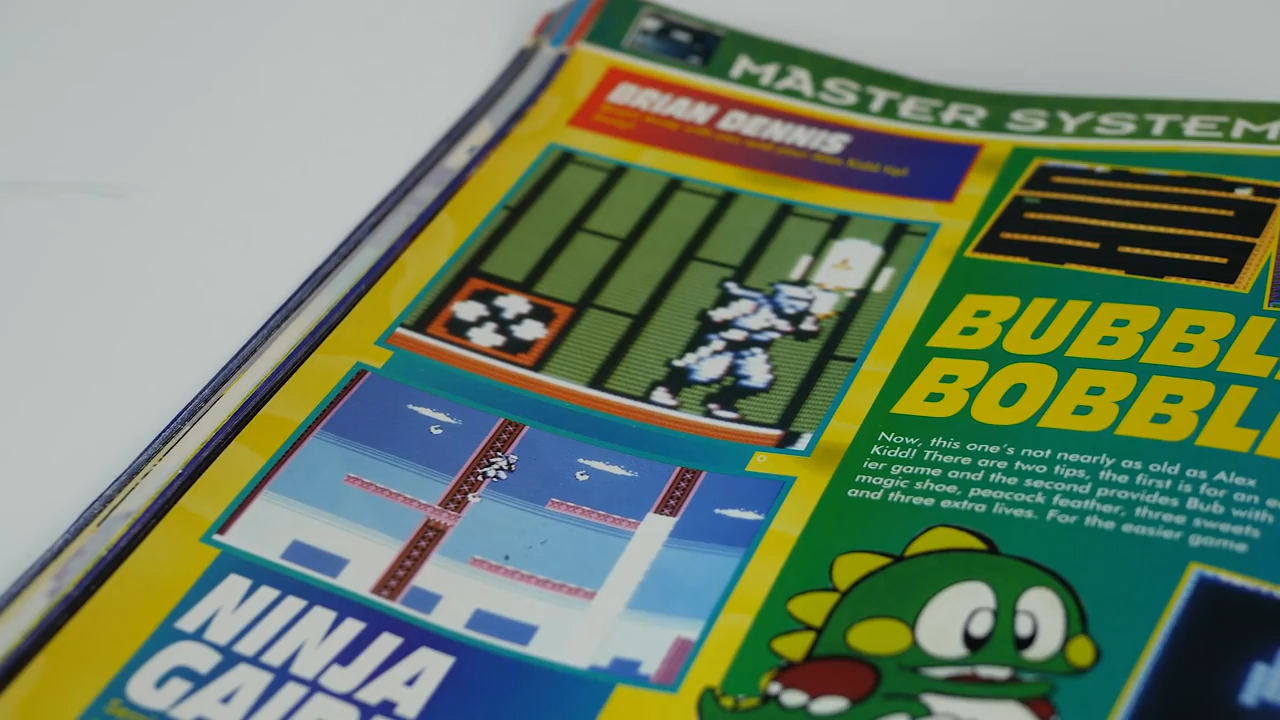 MASTER SYSTEM
BRIAN DENNIS
BUBBL
BOBBL
Now, this one's not nearly as old as Alex
Kidd! There are two tips, the first is for an e
ier game and the second provides Bub with
magic shoe, peacock feather, three sweets
and three extra lives. For the easier game
NINJA
GAID